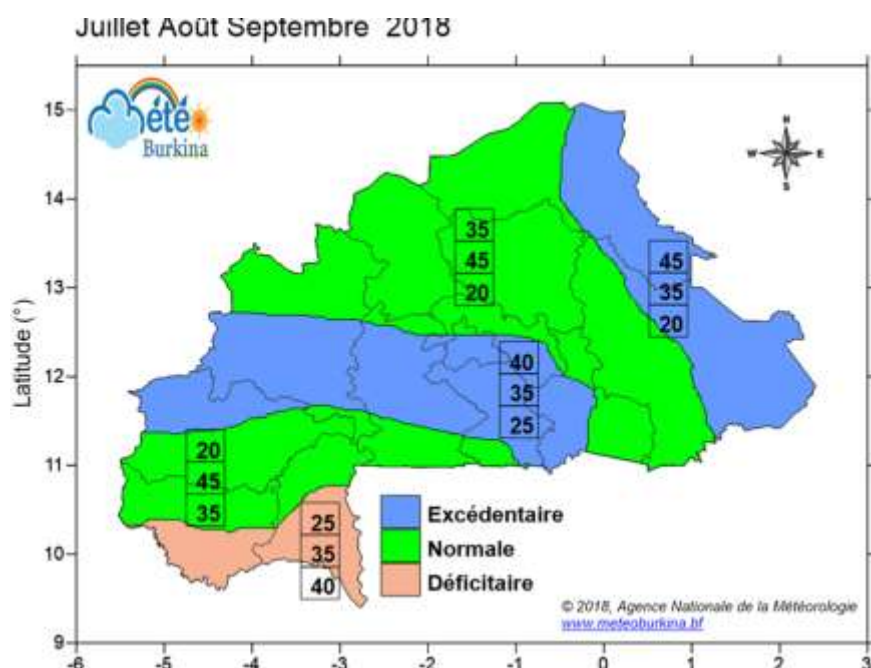 Juillet Août Septembre 2018
été
Burkina
N
W E
S
15
14
13
12
11
10
9
Latitude (°)
35
45
20
45
35
20
40
35
25
20
45
35
25
35
40
Excédentaire
Normale
Déficitaire
© 2018, Agence Nationale de la Météorologie
www.meteoburkina.bf
-6 -5 -4 -3 -2 -1 0 1 2 3